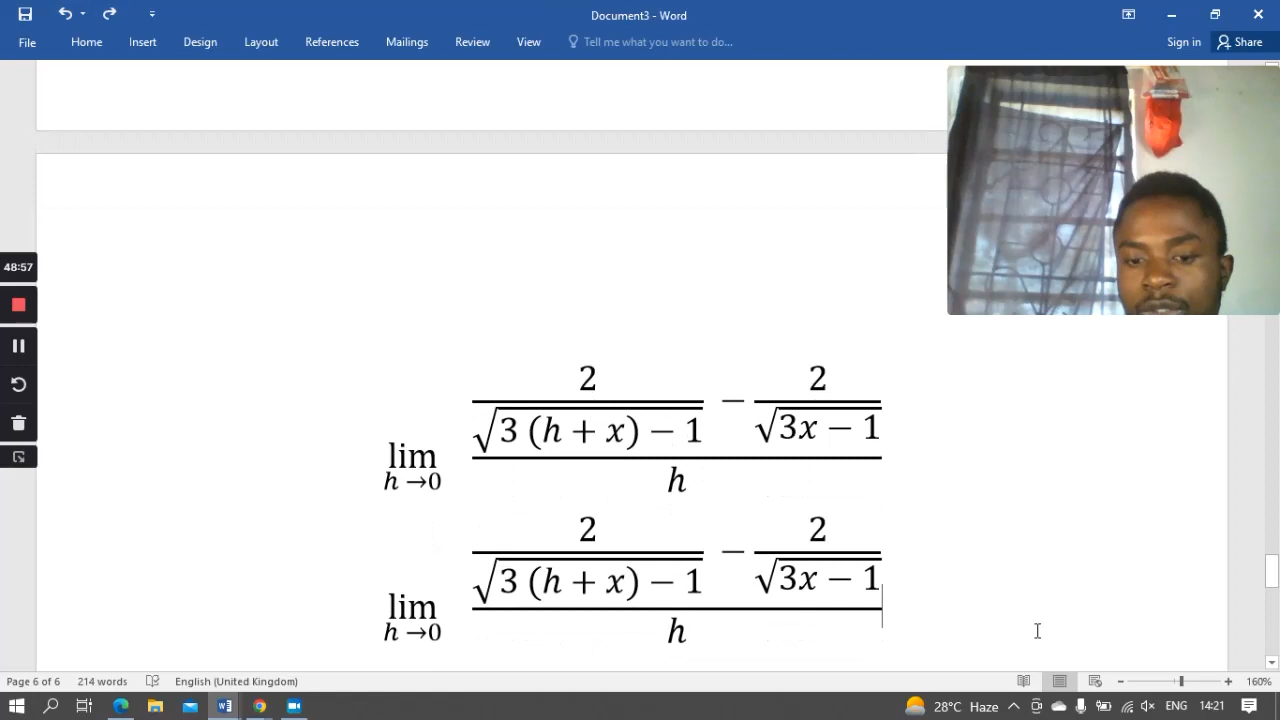 Document3 - Word
File Home Insert Design Layout References Mailings Review View Tell me what you want to do... Sign in Share
48:57
lim h→0 (2/√(3 (h + x) − 1) − 2/√(3x − 1))/h
lim h→0 (2/√(3 (h + x) − 1) − 2/√(3x − 1))/h
Page 6 of 6 214 words English (United Kingdom) 160%
28°C Haze ENG 14:21